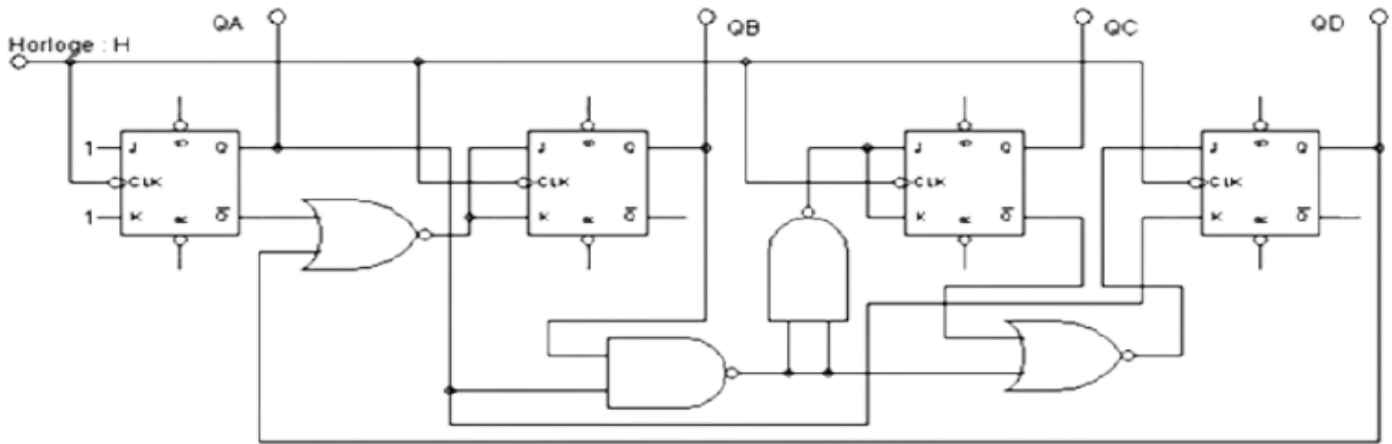 QA
QB
QC
QD
Horloge : H
1 J S Q
CLK
1 K R Q̅
J S Q
CLK
K R Q̅
J S Q
CLK
K R Q̅
J S Q
CLK
K R Q̅